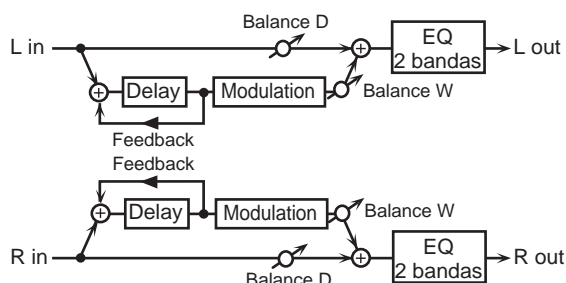 Balance D
L in
EQ
2 bandas
L out
Delay
Modulation
Balance W
Feedback
Feedback
Delay
Modulation
Balance W
R in
EQ
2 bandas
R out
Balance D